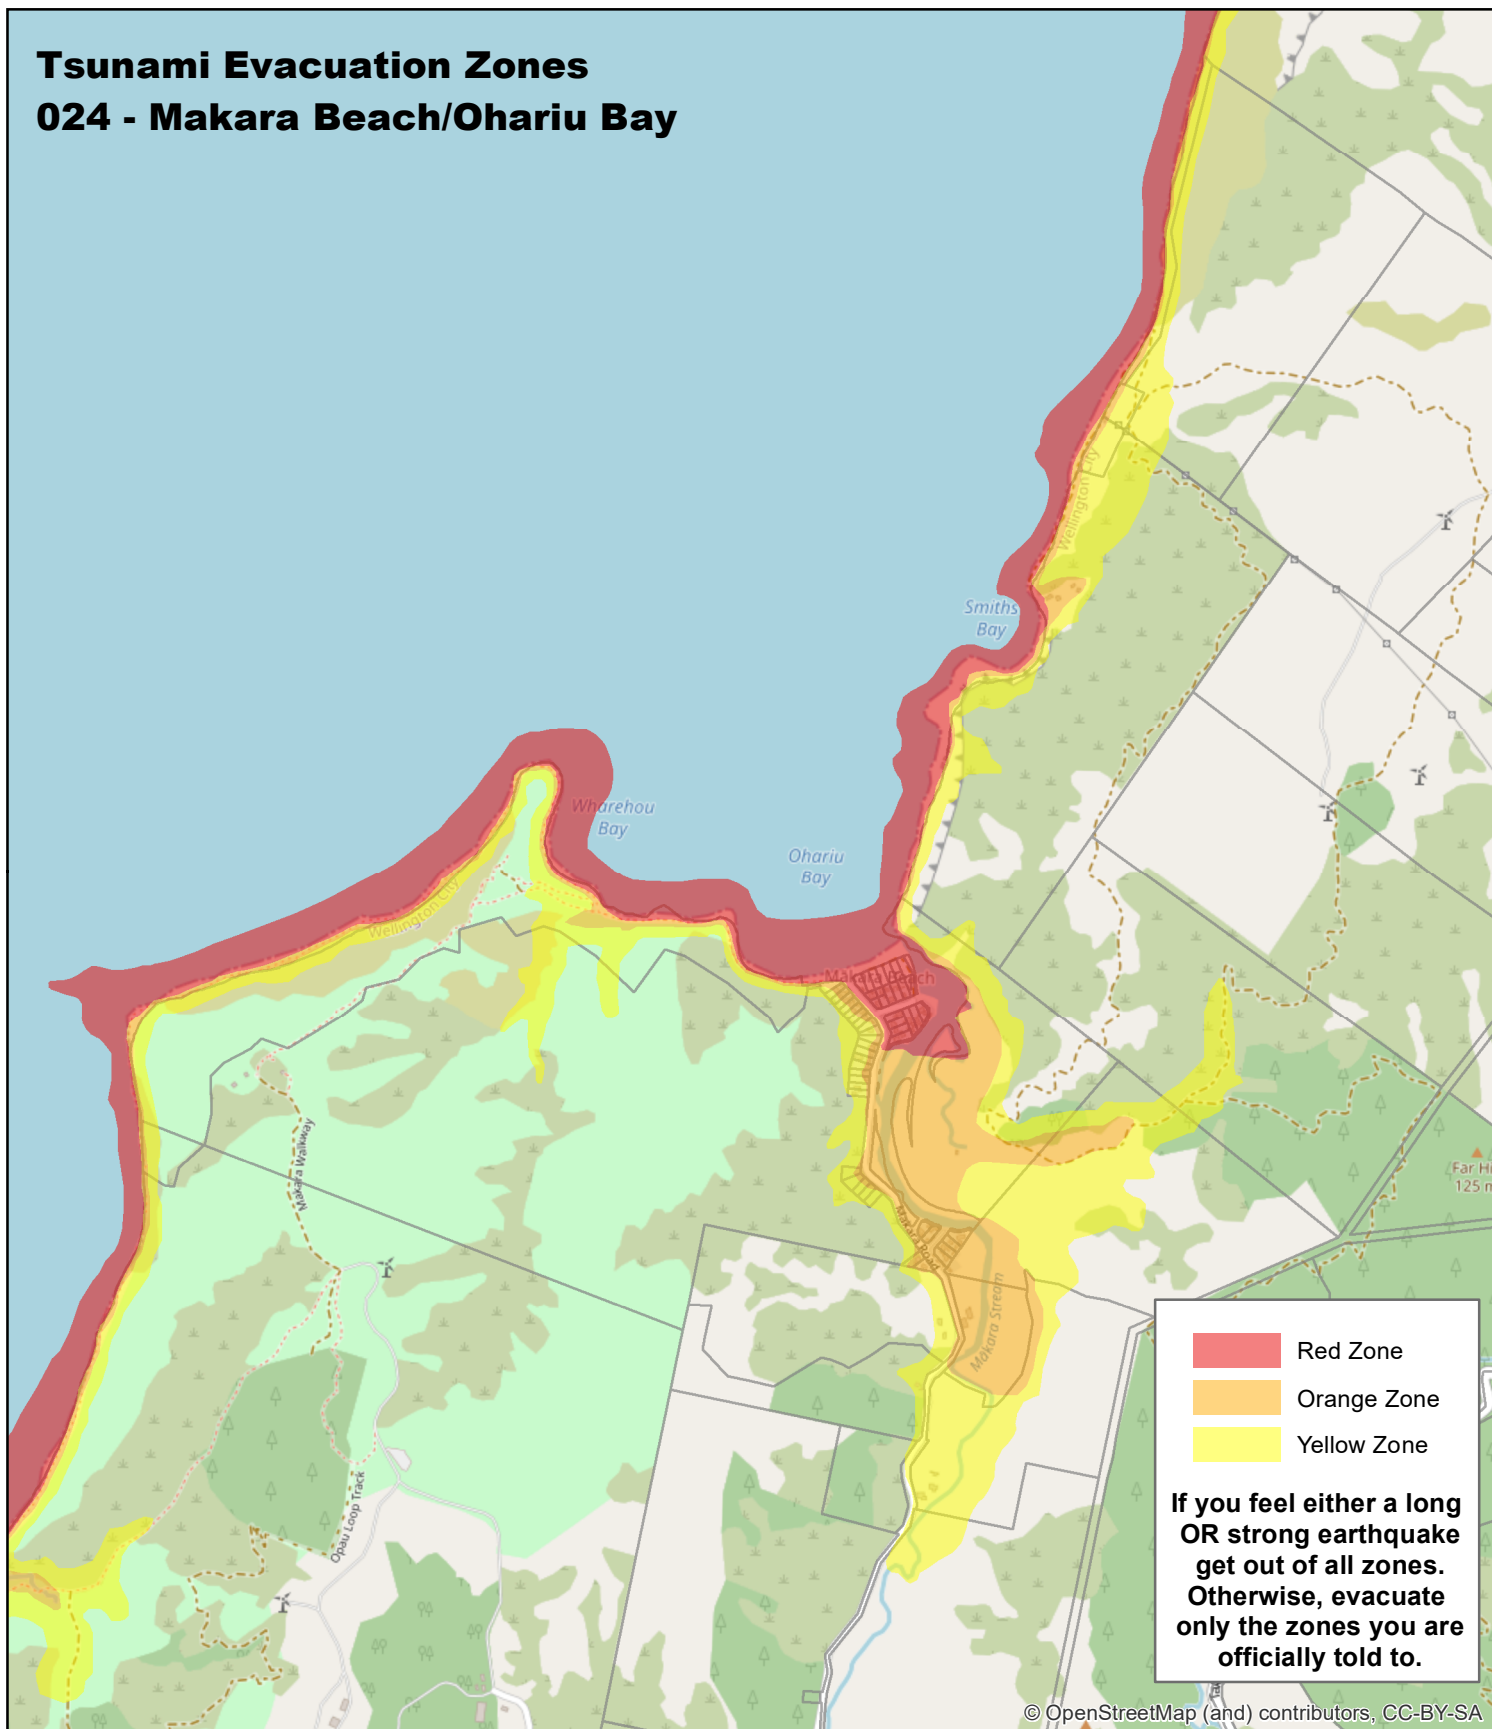 Tsunami Evacuation Zones
024 - Makara Beach/Ohariu Bay
Wellington City
Smiths
Bay
Wharehou
Bay
Ohariu
Bay
Wellington City
Makara Beach
Makara Walkway
Makara Road
Makara Stream
Far
125
Opau Loop Track
Red Zone
Orange Zone
Yellow Zone
If you feel either a long
OR strong earthquake
get out of all zones.
Otherwise, evacuate
only the zones you are
officially told to.
© OpenStreetMap (and) contributors, CC-BY-SA